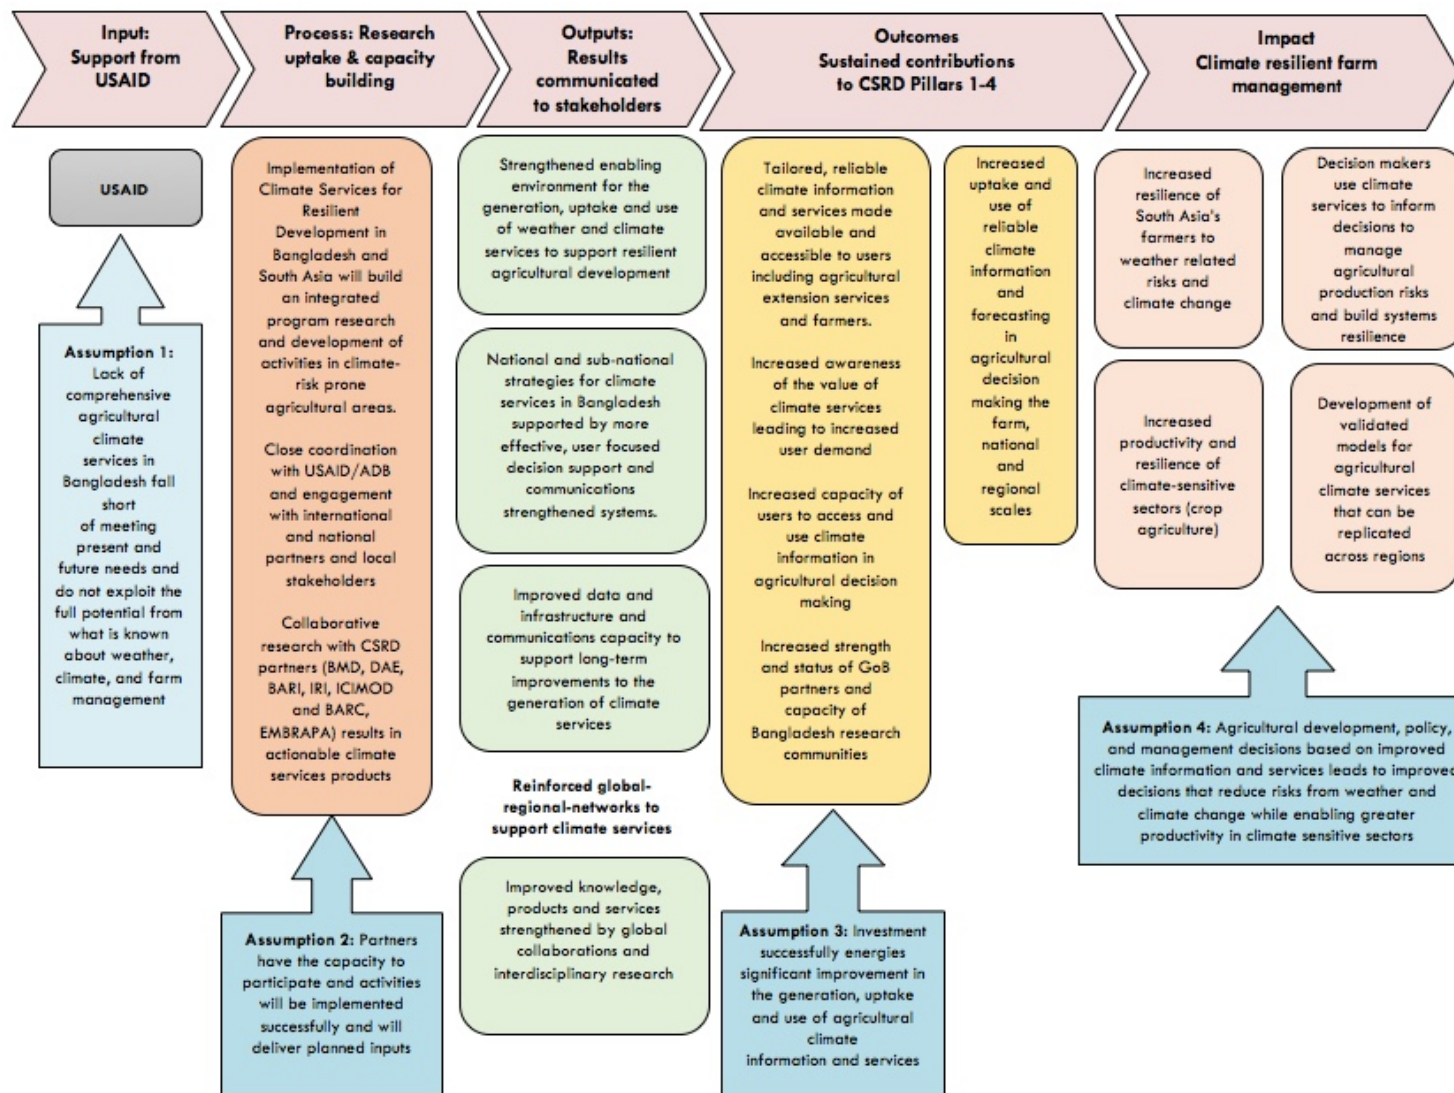 Input:
Support from
USAID
Process: Research
uptake & capacity
building
Outputs:
Results
communicated
to stakeholders
Outcomes
Sustained contributions
to CSRD Pillars 1-4
Impact
Climate resilient farm
management
USAID
Assumption 1:
Lack of
comprehensive
agricultural
climate
services in
Bangladesh fall
short
of meeting
present and
future needs and
do not exploit the
full potential from
what is known
about weather,
climate, and farm
management
Implementation of
Climate Services for
Resilient
Development in
Bangladesh and
South Asia will build
an integrated
program research
and development of
activities in climate-
risk prone
agricultural areas.
Close coordination
with USAID/ADB
and engagement
with international
and national
partners and local
stakeholders
Collaborative
research with CSRD
partners (BMD, DAE,
BARI, IRI, ICIMOD
and BARC,
EMBRAPA) results in
actionable climate
services products
Assumption 2: Partners
have the capacity to
participate and activities
will be implemented
successfully and will
deliver planned inputs
Strengthened enabling
environment for the
generation, uptake and use
of weather and climate
services to support resilient
agricultural development
National and sub-national
strategies for climate
services in Bangladesh
supported by more
effective, user focused
decision support and
communications
strengthened systems.
Improved data and
infrastructure and
communications capacity to
support long-term
improvements to the
generation of climate
services
Reinforced global-
regional-networks to
support climate services
Improved knowledge,
products and services
strengthened by global
collaborations and
interdisciplinary research
Tailored, reliable
climate information
and services made
available and
accessible to users
including agricultural
extension services
and farmers.
Increased awareness
of the value of
climate services
leading to increased
user demand
Increased capacity of
users to access and
use climate
information in
agricultural decision
making
Increased strength
and status of GoB
partners and
capacity of
Bangladesh research
communities
Increased
uptake and
use of
reliable
climate
information
and
forecasting
in
agricultural
decision
making the
farm,
national
and
regional
scales
Assumption 3: Investment
successfully energies
significant improvement in
the generation, uptake
and use of agricultural
climate
information and services
Increased
resilience of
South Asia's
farmers to
weather related
risks and
climate change
Decision makers
use climate
services to inform
decisions to
manage
agricultural
production risks
and build systems
resilience
Increased
productivity and
resilience of
climate-sensitive
sectors (crop
agriculture)
Development of
validated
models for
agricultural
climate services
that can be
replicated
across regions
Assumption 4: Agricultural development, policy,
and management decisions based on improved
climate information and services leads to improved
decisions that reduce risks from weather and
climate change while enabling greater
productivity in climate sensitive sectors